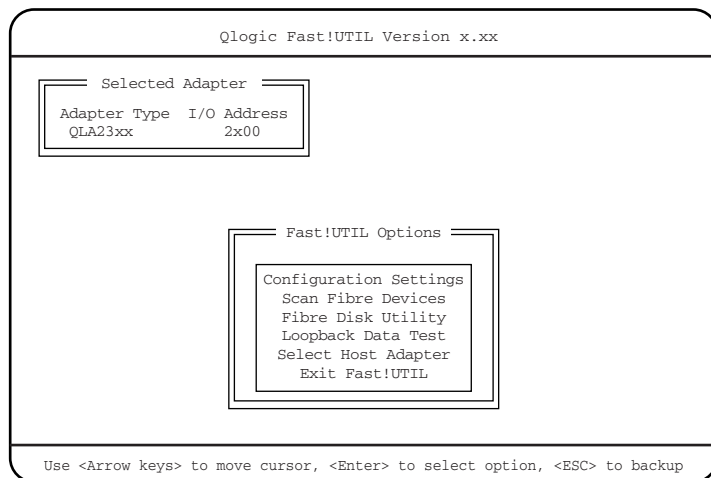 Qlogic Fast!UTIL Version x.xx
Selected Adapter
Adapter Type I/O Address
QLA23xx 2x00
Fast!UTIL Options
Configuration Settings
Scan Fibre Devices
Fibre Disk Utility
Loopback Data Test
Select Host Adapter
Exit Fast!UTIL
Use <Arrow keys> to move cursor, <Enter> to select option, <ESC> to backup